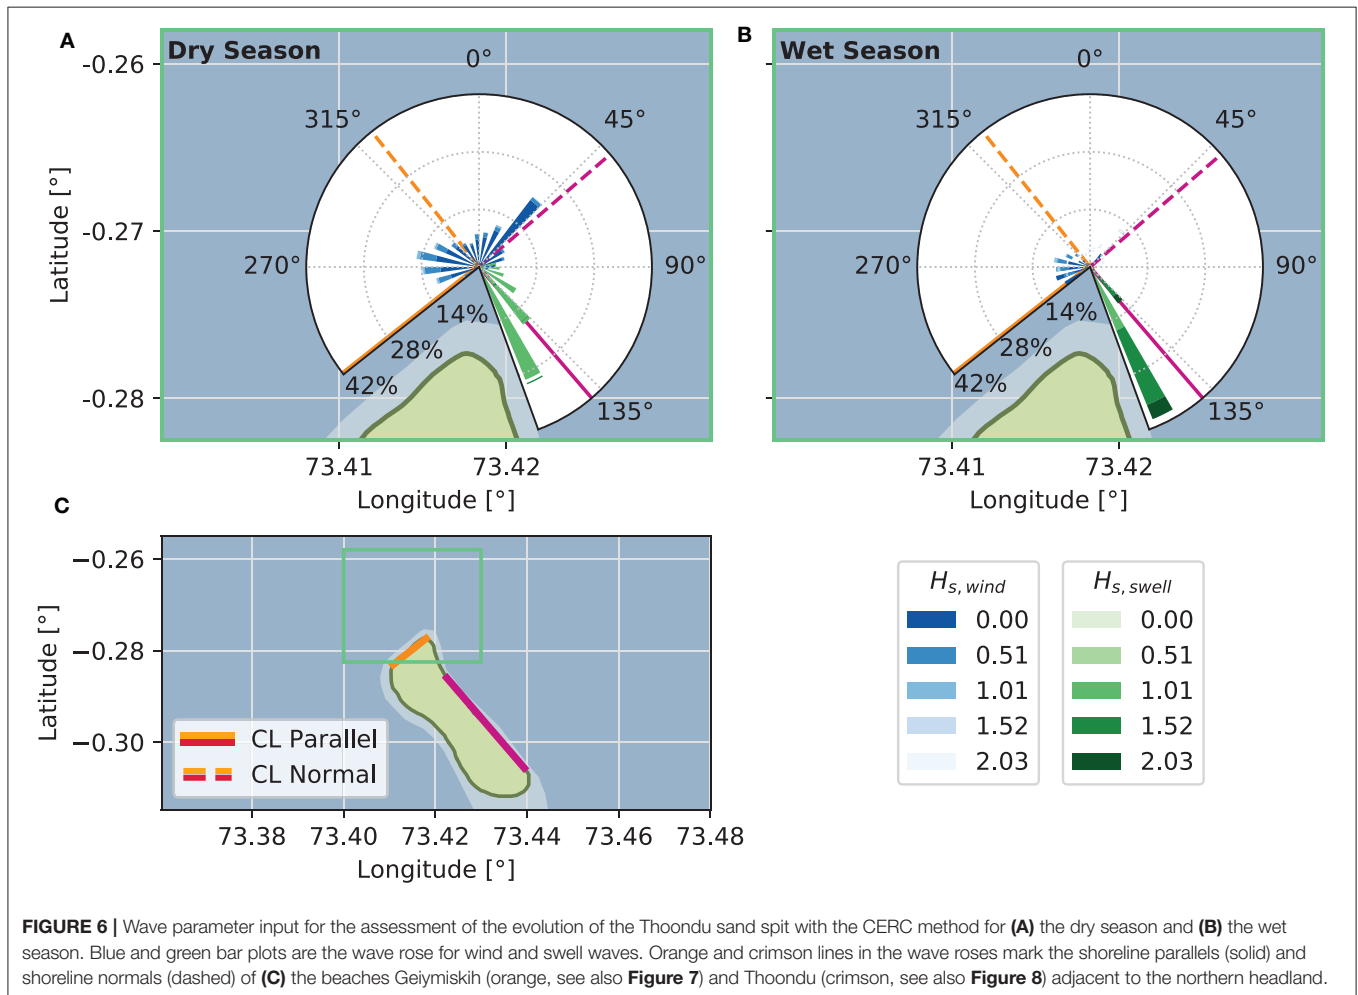 A
Dry Season
0°
45°
90°
135°
270°
315°
14%
28%
42%
-0.26
-0.27
-0.28
Latitude [°]
73.41
73.42
Longitude [°]
B
Wet Season
0°
45°
90°
135°
270°
315°
14%
28%
42%
-0.26
-0.27
-0.28
73.41
73.42
Longitude [°]
C
−0.26
−0.28
−0.30
Latitude [°]
CL Parallel
CL Normal
73.38
73.40
73.42
73.44
73.46
73.48
Longitude [°]
Hs,wind
0.00
0.51
1.01
1.52
2.03
Hs,swell
0.00
0.51
1.01
1.52
2.03
FIGURE 6 | Wave parameter input for the assessment of the evolution of the Thoondu sand spit with the CERC method for (A) the dry season and (B) the wet
season. Blue and green bar plots are the wave rose for wind and swell waves. Orange and crimson lines in the wave roses mark the shoreline parallels (solid) and
shoreline normals (dashed) of (C) the beaches Geiymiskih (orange, see also Figure 7) and Thoondu (crimson, see also Figure 8) adjacent to the northern headland.